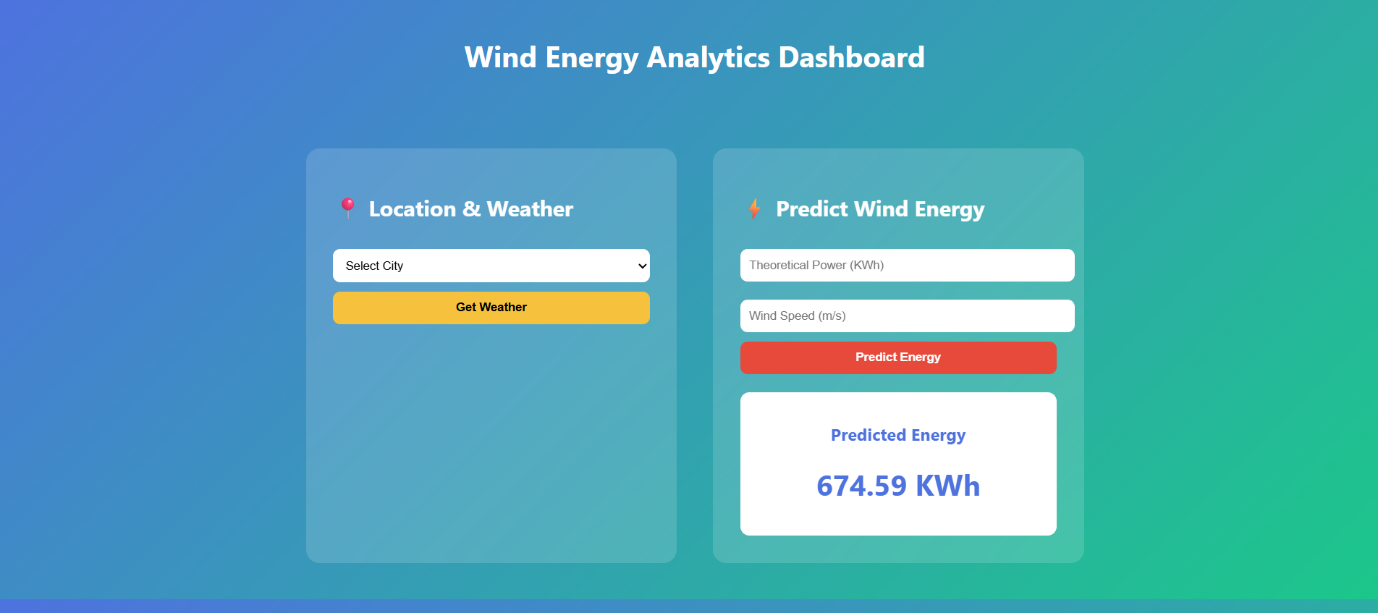 Wind Energy Analytics Dashboard
Location & Weather
Select City
Get Weather
Predict Wind Energy
Theoretical Power (KWh)
Wind Speed (m/s)
Predict Energy
Predicted Energy
674.59 KWh